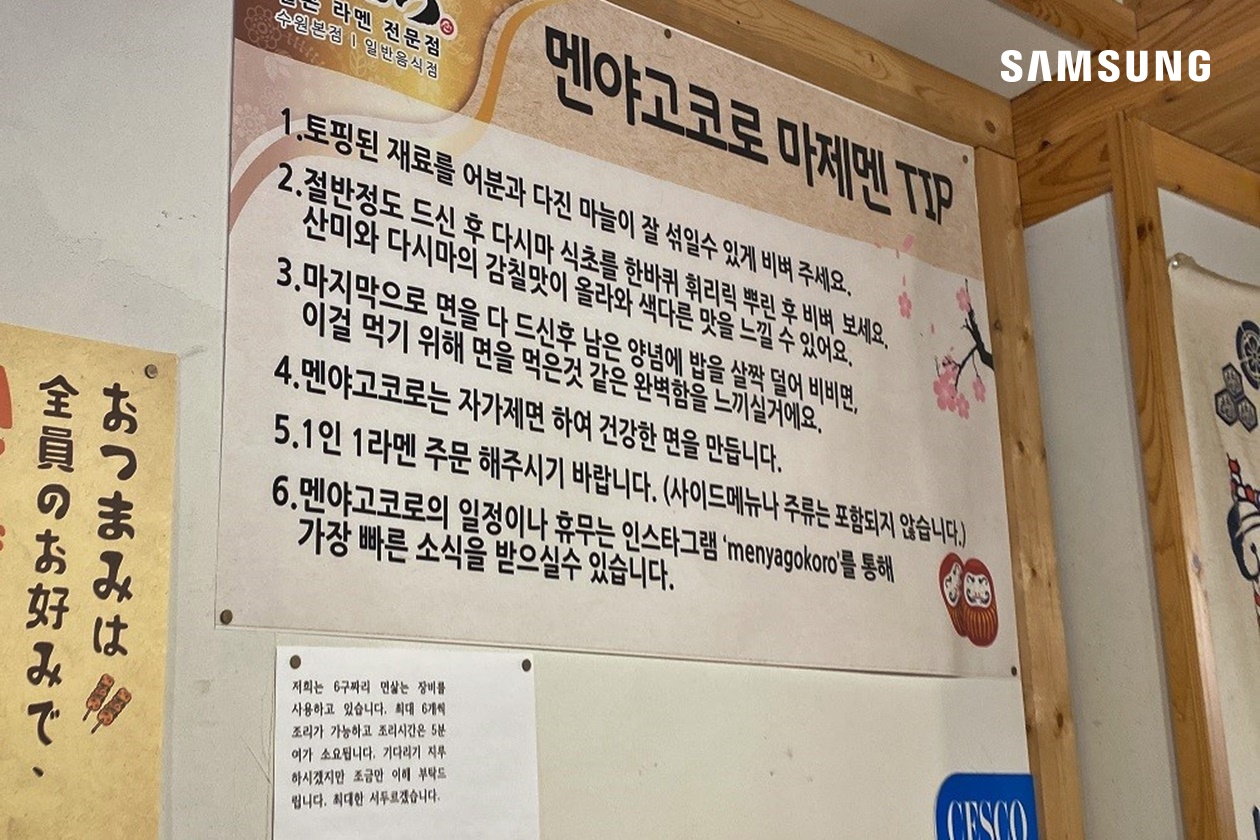 라멘 전문점
수원본점 | 일반음식점
SAMSUNG
멘야고코로 마제멘 TIP
1.토핑된 재료를 어분과 다진 마늘이 잘 섞일수 있게 비벼 주세요.
2.절반정도 드신 후 다시마 식초를 한바퀴 휘리릭 뿌린 후 비벼 보세요.
산미와 다시마의 감칠맛이 올라와 색다른 맛을 느낄 수 있어요.
3.마지막으로 면을 다 드신후 남은 양념에 밥을 살짝 덜어 비비면,
이걸 먹기 위해 면을 먹은것 같은 완벽함을 느끼실거에요.
4.멘야고코로는 자가제면 하여 건강한 면을 만듭니다.
5.1인 1라멘 주문 해주시기 바랍니다. (사이드메뉴나 주류는 포함되지 않습니다.)
6.멘야고코로의 일정이나 휴무는 인스타그램 ‘menyagokoro’를 통해
가장 빠른 소식을 받으실수 있습니다.
おつまみは
全員のお好みで、
저희는 6구짜리 면삶는 장비를
사용하고 있습니다. 최대 6개씩
조리가 가능하고 조리시간은 5분
여가 소요됩니다. 기다리기 지루
하시겠지만 조금만 이해 부탁드
립니다. 최대한 서두르겠습니다.
CESCO